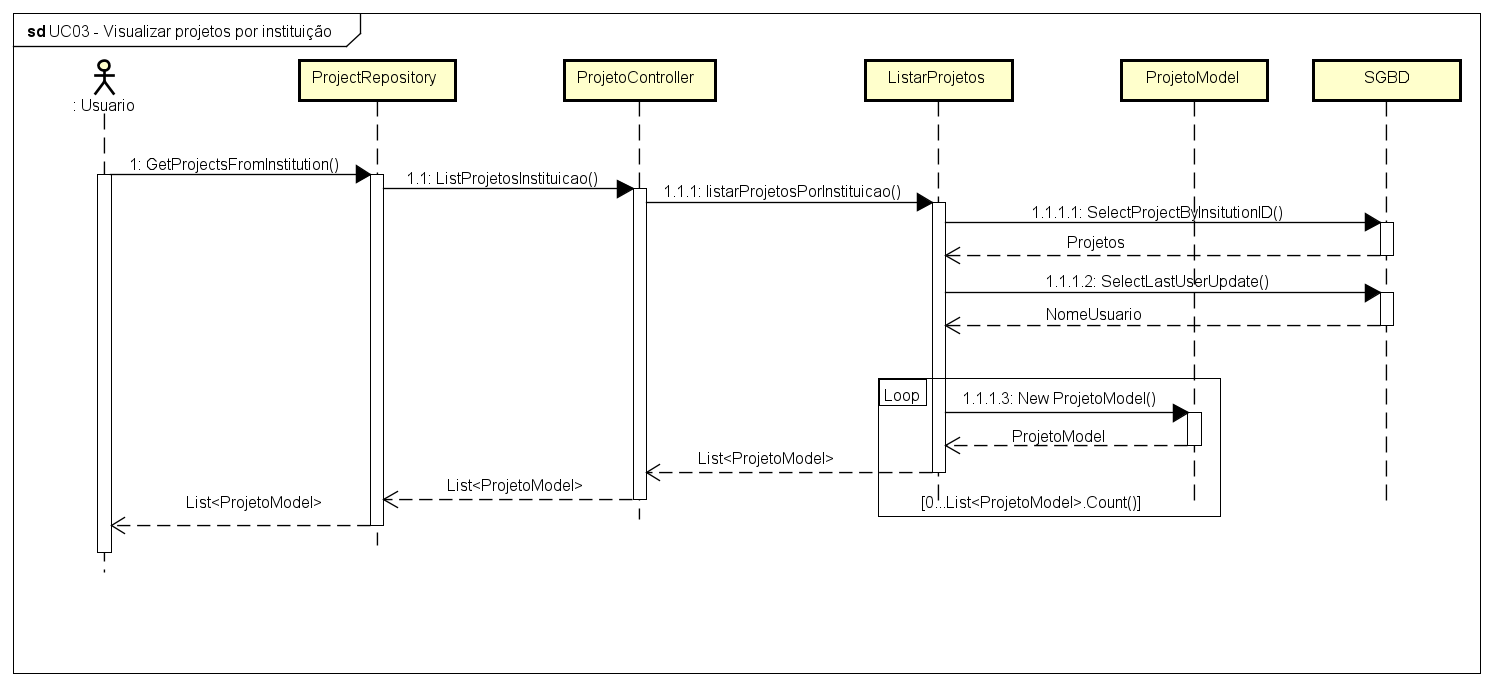 sd UC03 - Visualizar projetos por instituição
: Usuario
ProjectRepository
ProjetoController
ListarProjetos
ProjetoModel
SGBD
1: GetProjectsFromInstitution()
1.1: ListProjetosInstituicao()
1.1.1: listarProjetosPorInstituicao()
1.1.1.1: SelectProjectByInsitutionID()
Projetos
1.1.1.2: SelectLastUserUpdate()
NomeUsuario
Loop
1.1.1.3: New ProjetoModel()
ProjetoModel
List<ProjetoModel>
List<ProjetoModel>
List<ProjetoModel>
[0...List<ProjetoModel>.Count()]